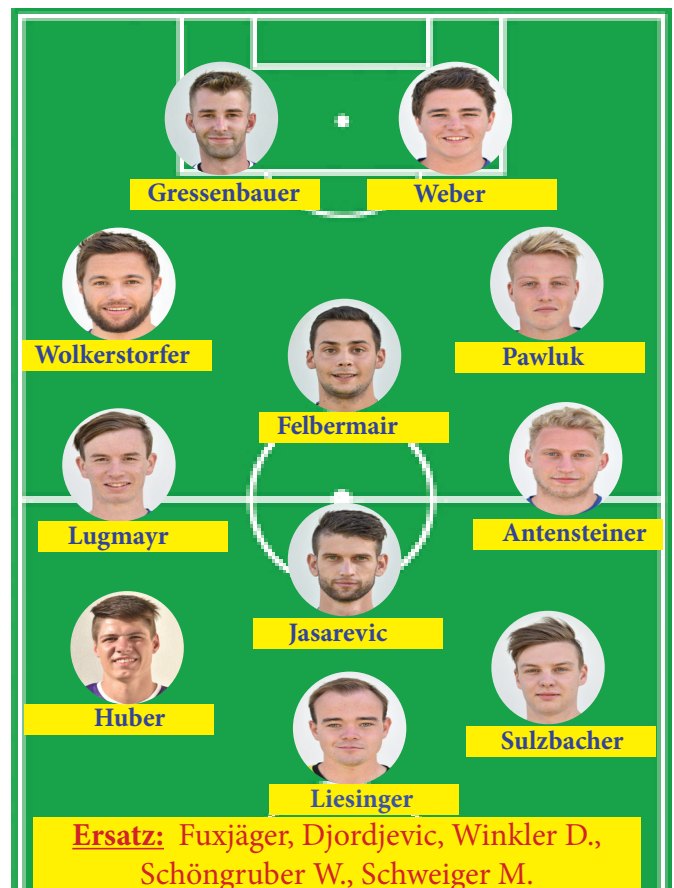 Gressenbauer
Weber
Wolkerstorfer
Pawluk
Felbermair
Lugmayr
Antensteiner
Jasarevic
Huber
Sulzbacher
Liesinger
Ersatz: Fuxjäger, Djordjevic, Winkler D.,
Schöngruber W., Schweiger M.